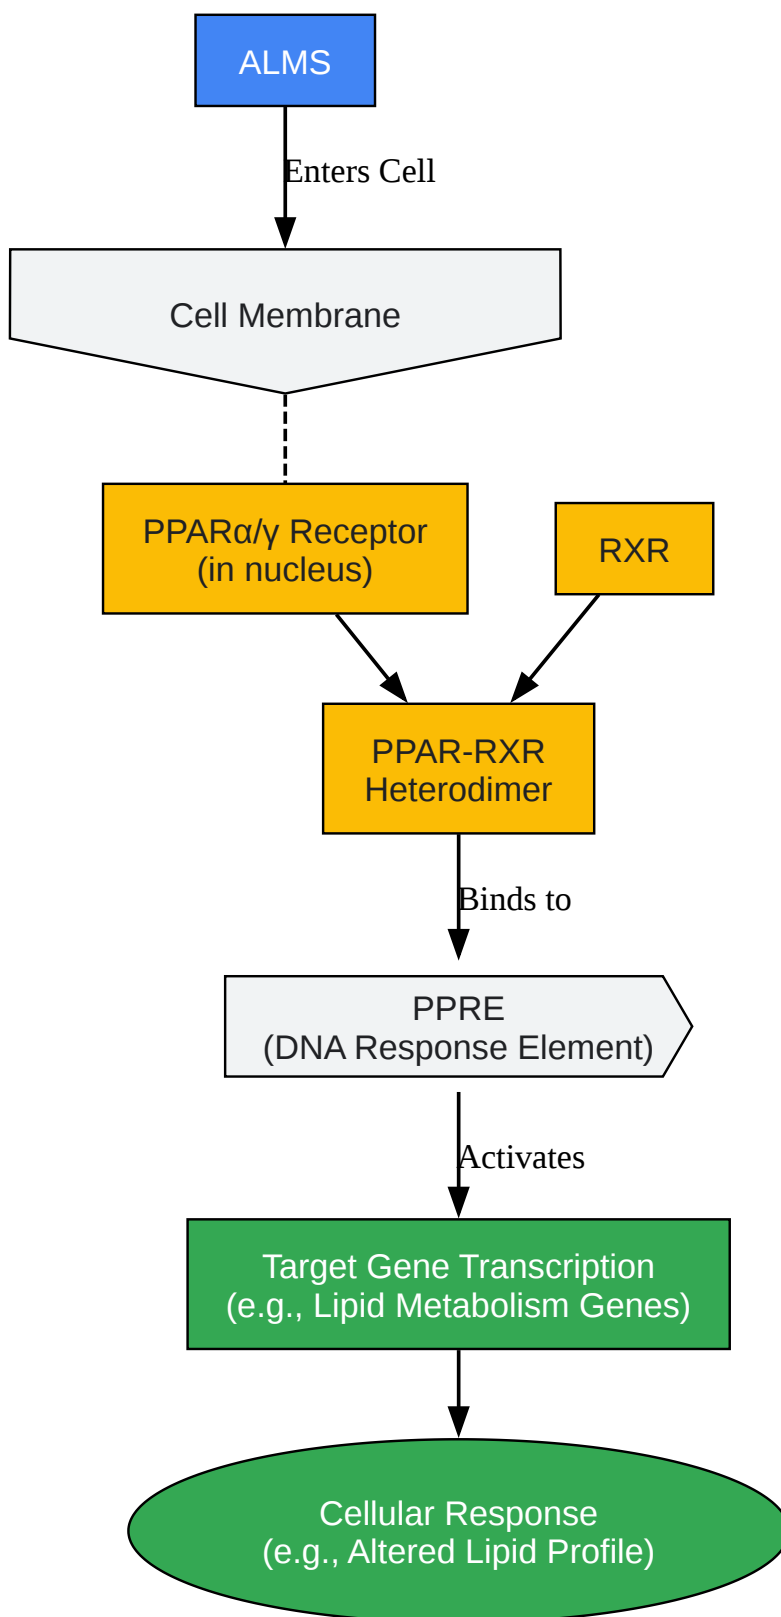 ALMS
Enters Cell
Cell Membrane
PPARα/γ Receptor
(in nucleus)
RXR
PPAR-RXR
Heterodimer
Binds to
PPRE
(DNA Response Element)
Activates
Target Gene Transcription
(e.g., Lipid Metabolism Genes)
Cellular Response
(e.g., Altered Lipid Profile)